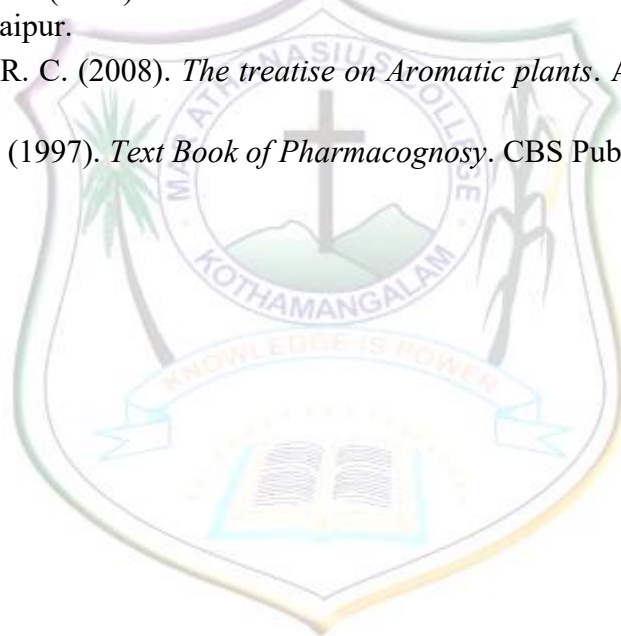 aipur.
R. C. (2008). The treatise on Aromatic plants. A
(1997). Text Book of Pharmacognosy. CBS Pub
MAR ATHANASIUS COLLEGE
KOTHAMANGALAM
KNOWLEDGE IS POWER